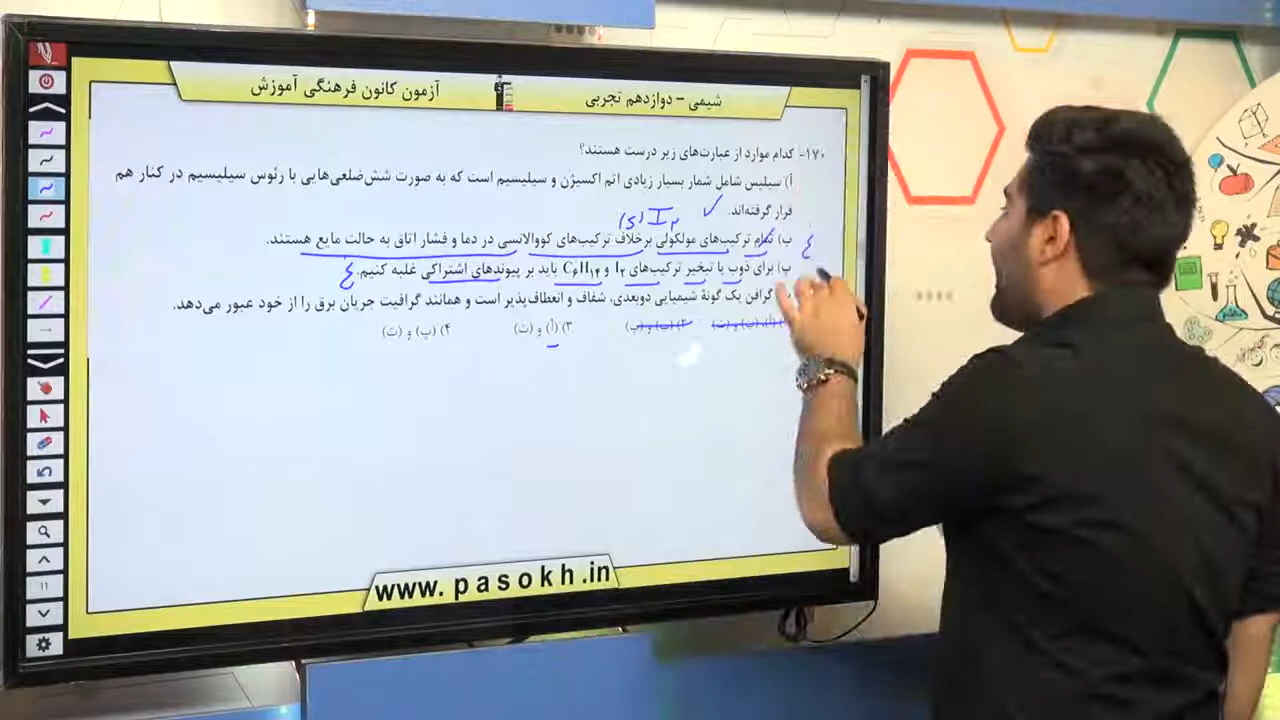 آزمون کانون فرهنگی آموزش
شیمی - دوازدهم تجربی
۱۷۰- کدام موارد از عبارت‌های زیر درست هستند؟
آ) سیلیس شامل شمار بسیار زیادی اتم اکسیژن و سیلیسیم است که به صورت شش‌ضلعی‌هایی با رئوس سیلیسیم در کنار هم
قرار گرفته‌اند. ✓
(s) I₂
ب) تمام ترکیب‌های مولکولی برخلاف ترکیب‌های کووالانسی در دما و فشار اتاق به حالت مایع هستند.
پ) برای ذوب یا تبخیر ترکیب‌های I₂ و C₆H₁₄ باید بر پیوندهای اشتراکی غلبه کنیم.
گرافن یک گونهٔ شیمیایی دوبعدی، شفاف و انعطاف‌پذیر است و همانند گرافیت جریان برق را از خود عبور می‌دهد.
(آ)، (ب) و (ت) ۲) (ب) و (پ) ۳) (آ) و (ت) ۴) (پ) و (ت)
www.pasokh.in
11